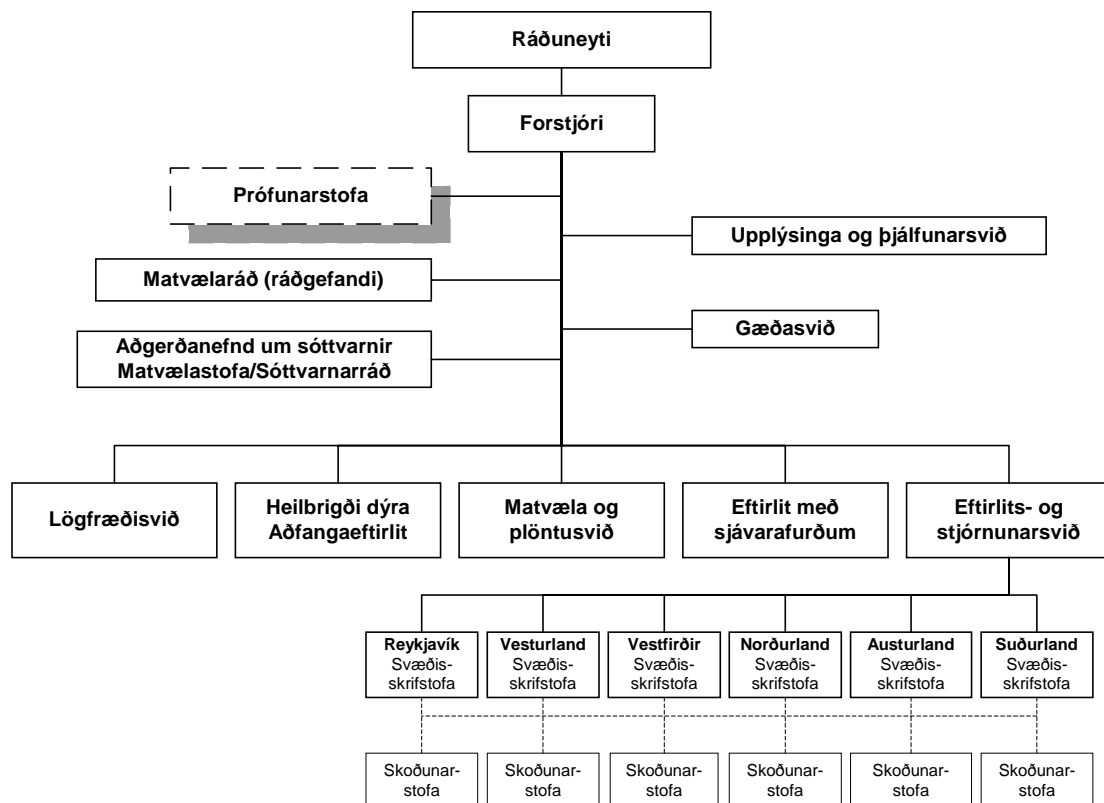 Ráðuneyti
Forstjóri
Prófunarstofa
Upplýsinga og þjálfunarsvið
Matvælaráð (ráðgefandi)
Gæðasvið
Aðgerðanefnd um sóttvarnir
Matvælastofa/Sóttvarnarráð
Lögfræðisvið
Heilbrigði dýra
Aðfangaeftirlit
Matvæla og
plöntusvið
Eftirlit með
sjávarafurðum
Eftirlits- og
stjórnunarsvið
Reykjavík
Svæðis-
skrifstofa
Vesturland
Svæðis-
skrifstofa
Vestfirðir
Svæðis-
skrifstofa
Norðurland
Svæðis-
skrifstofa
Austurland
Svæðis-
skrifstofa
Suðurland
Svæðis-
skrifstofa
Skoðunar-
stofa
Skoðunar-
stofa
Skoðunar-
stofa
Skoðunar-
stofa
Skoðunar-
stofa
Skoðunar-
stofa